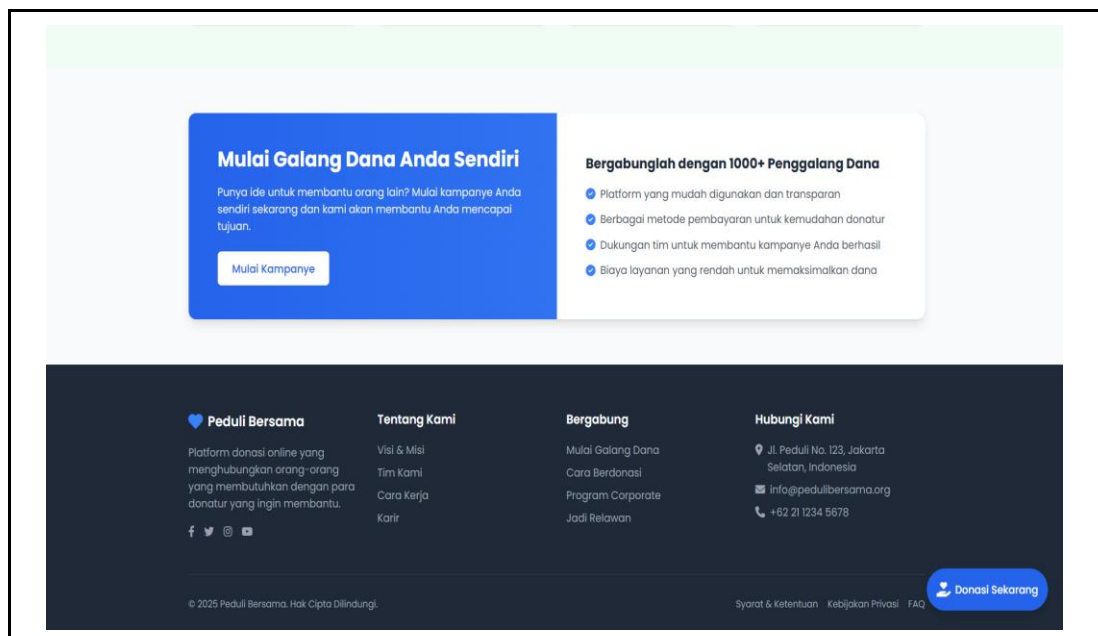 Mulai Galang Dana Anda Sendiri
Punya ide untuk membantu orang lain? Mulai kampanye Anda
sendiri sekarang dan kami akan membantu Anda mencapai
tujuan.
Mulai Kampanye
Bergabunglah dengan 1000+ Penggalang Dana
Platform yang mudah digunakan dan transparan
Berbagai metode pembayaran untuk kemudahan donatur
Dukungan tim untuk membantu kampanye Anda berhasil
Biaya layanan yang rendah untuk memaksimalkan dana
Peduli Bersama
Platform donasi online yang
menghubungkan orang-orang
yang membutuhkan dengan para
donatur yang ingin membantu.
Tentang Kami
Visi & Misi
Tim Kami
Cara Kerja
Karir
Bergabung
Mulai Galang Dana
Cara Berdonasi
Program Corporate
Jadi Relawan
Hubungi Kami
Jl. Peduli No. 123, Jakarta
Selatan, Indonesia
info@pedulibersama.org
+62 21 1234 5678
© 2025 Peduli Bersama. Hak Cipta Dilindungi.
Syarat & Ketentuan Kebijakan Privasi FAQ
Donasi Sekarang